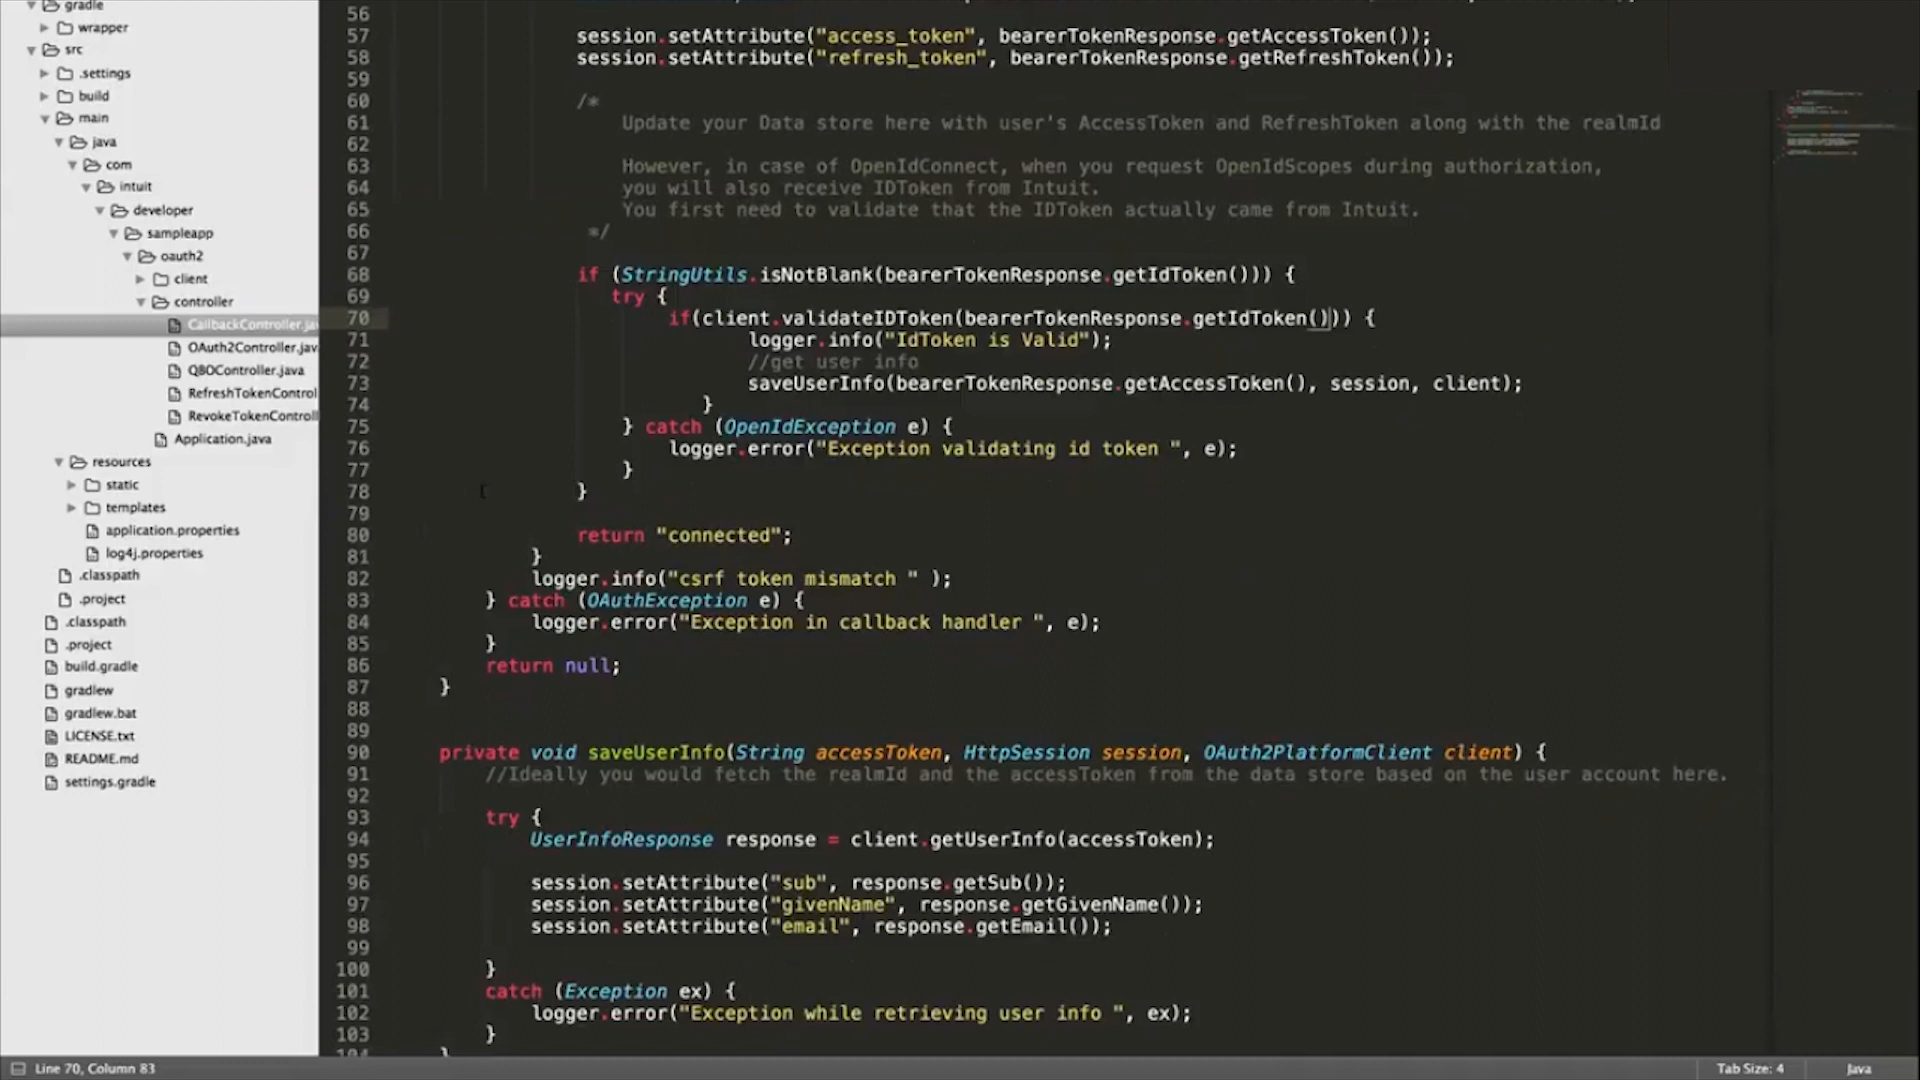 gradle
wrapper
src
.settings
build
main
java
com
intuit
developer
sampleapp
oauth2
client
controller
CallbackController.ja
OAuth2Controller.jav
QBOController.java
RefreshTokenControl
RevokeTokenControll
Application.java
resources
static
templates
application.properties
log4j.properties
.classpath
.project
.classpath
.project
build.gradle
gradlew
gradlew.bat
LICENSE.txt
README.md
settings.gradle
56
57 session.setAttribute("access_token", bearerTokenResponse.getAccessToken());
58 session.setAttribute("refresh_token", bearerTokenResponse.getRefreshToken());
59
60 /*
61 Update your Data store here with user's AccessToken and RefreshToken along with the realmId
62
63 However, in case of OpenIdConnect, when you request OpenIdScopes during authorization,
64 you will also receive IDToken from Intuit.
65 You first need to validate that the IDToken actually came from Intuit.
66 */
67
68 if (StringUtils.isNotBlank(bearerTokenResponse.getIdToken())) {
69 try {
70 if(client.validateIDToken(bearerTokenResponse.getIdToken())) {
71 logger.info("IdToken is Valid");
72 //get user info
73 saveUserInfo(bearerTokenResponse.getAccessToken(), session, client);
74 }
75 } catch (OpenIdException e) {
76 logger.error("Exception validating id token ", e);
77 }
78 }
79
80 return "connected";
81 }
82 logger.info("csrf token mismatch " );
83 } catch (OAuthException e) {
84 logger.error("Exception in callback handler ", e);
85 }
86 return null;
87 }
88
89
90 private void saveUserInfo(String accessToken, HttpSession session, OAuth2PlatformClient client) {
91 //Ideally you would fetch the realmId and the accessToken from the data store based on the user account here.
92
93 try {
94 UserInfoResponse response = client.getUserInfo(accessToken);
95
96 session.setAttribute("sub", response.getSub());
97 session.setAttribute("givenName", response.getGivenName());
98 session.setAttribute("email", response.getEmail());
99
100 }
101 catch (Exception ex) {
102 logger.error("Exception while retrieving user info ", ex);
103 }
Line 70, Column 83
Tab Size: 4
Java